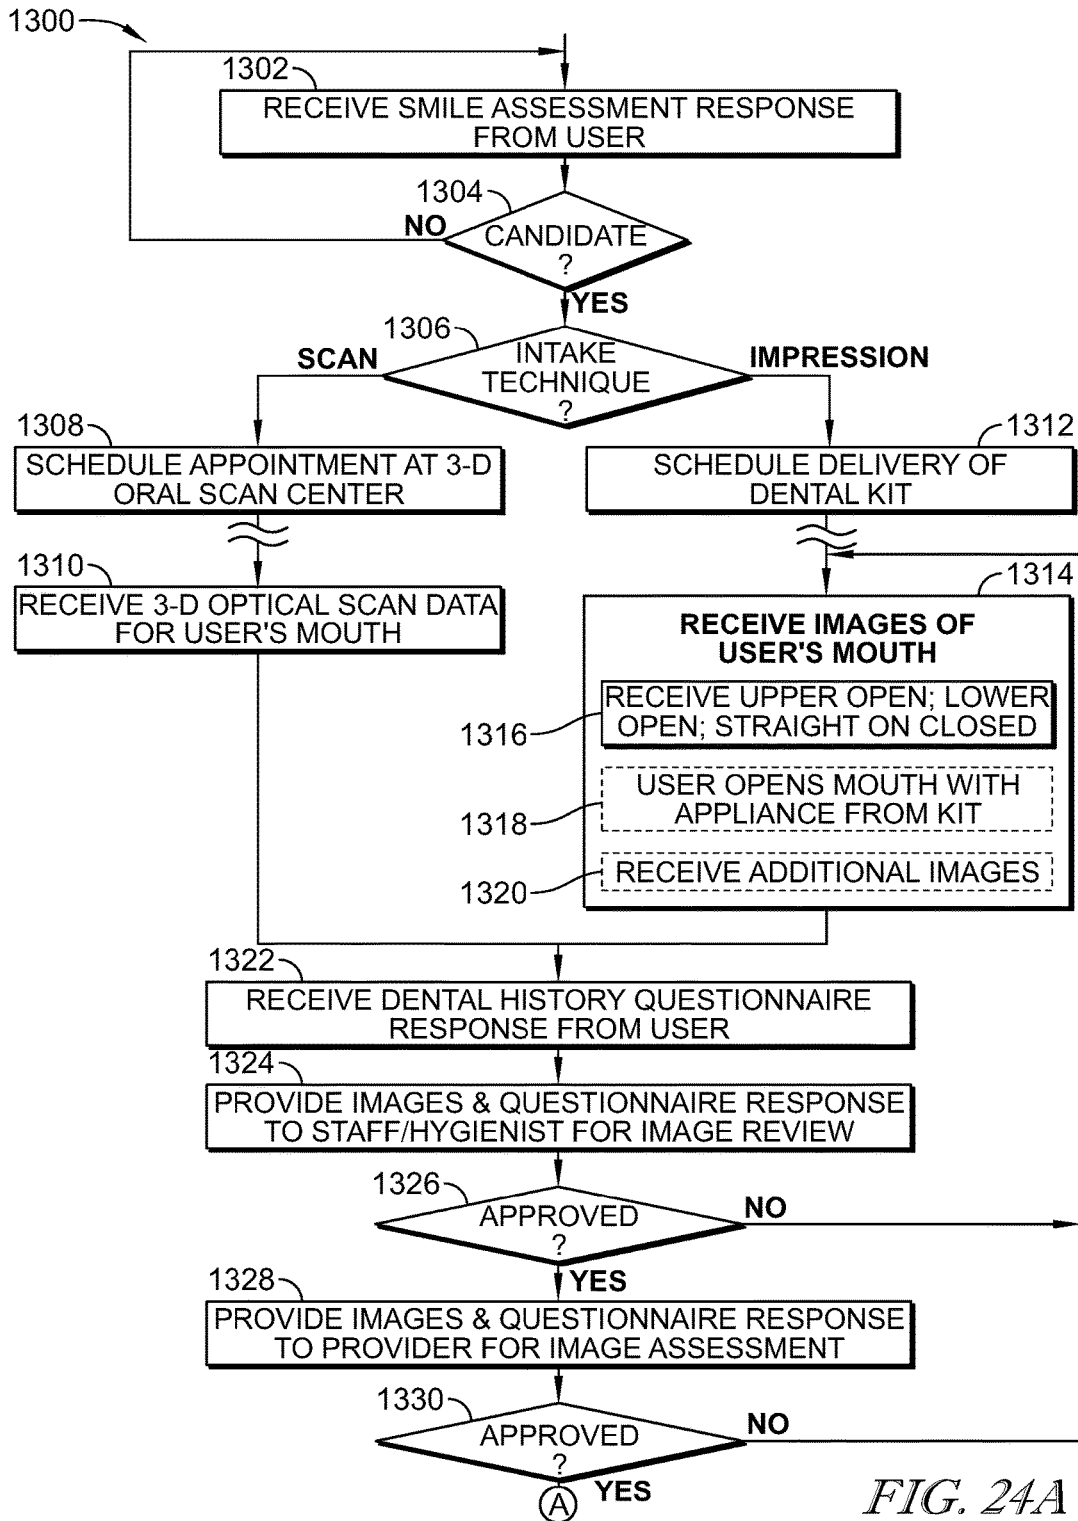 1300
1302
RECEIVE SMILE ASSESSMENT RESPONSE
FROM USER
1304
NO
CANDIDATE
?
YES
1306
SCAN
INTAKE
TECHNIQUE
?
IMPRESSION
1308
SCHEDULE APPOINTMENT AT 3-D
ORAL SCAN CENTER
1312
SCHEDULE DELIVERY OF
DENTAL KIT
1310
RECEIVE 3-D OPTICAL SCAN DATA
FOR USER'S MOUTH
1314
RECEIVE IMAGES OF
USER'S MOUTH
1316
RECEIVE UPPER OPEN; LOWER
OPEN; STRAIGHT ON CLOSED
1318
USER OPENS MOUTH WITH
APPLIANCE FROM KIT
1320
RECEIVE ADDITIONAL IMAGES
1322
RECEIVE DENTAL HISTORY QUESTIONNAIRE
RESPONSE FROM USER
1324
PROVIDE IMAGES & QUESTIONNAIRE RESPONSE
TO STAFF/HYGIENIST FOR IMAGE REVIEW
1326
APPROVED
?
NO
YES
1328
PROVIDE IMAGES & QUESTIONNAIRE RESPONSE
TO PROVIDER FOR IMAGE ASSESSMENT
1330
APPROVED
?
NO
YES
A
FIG. 24A